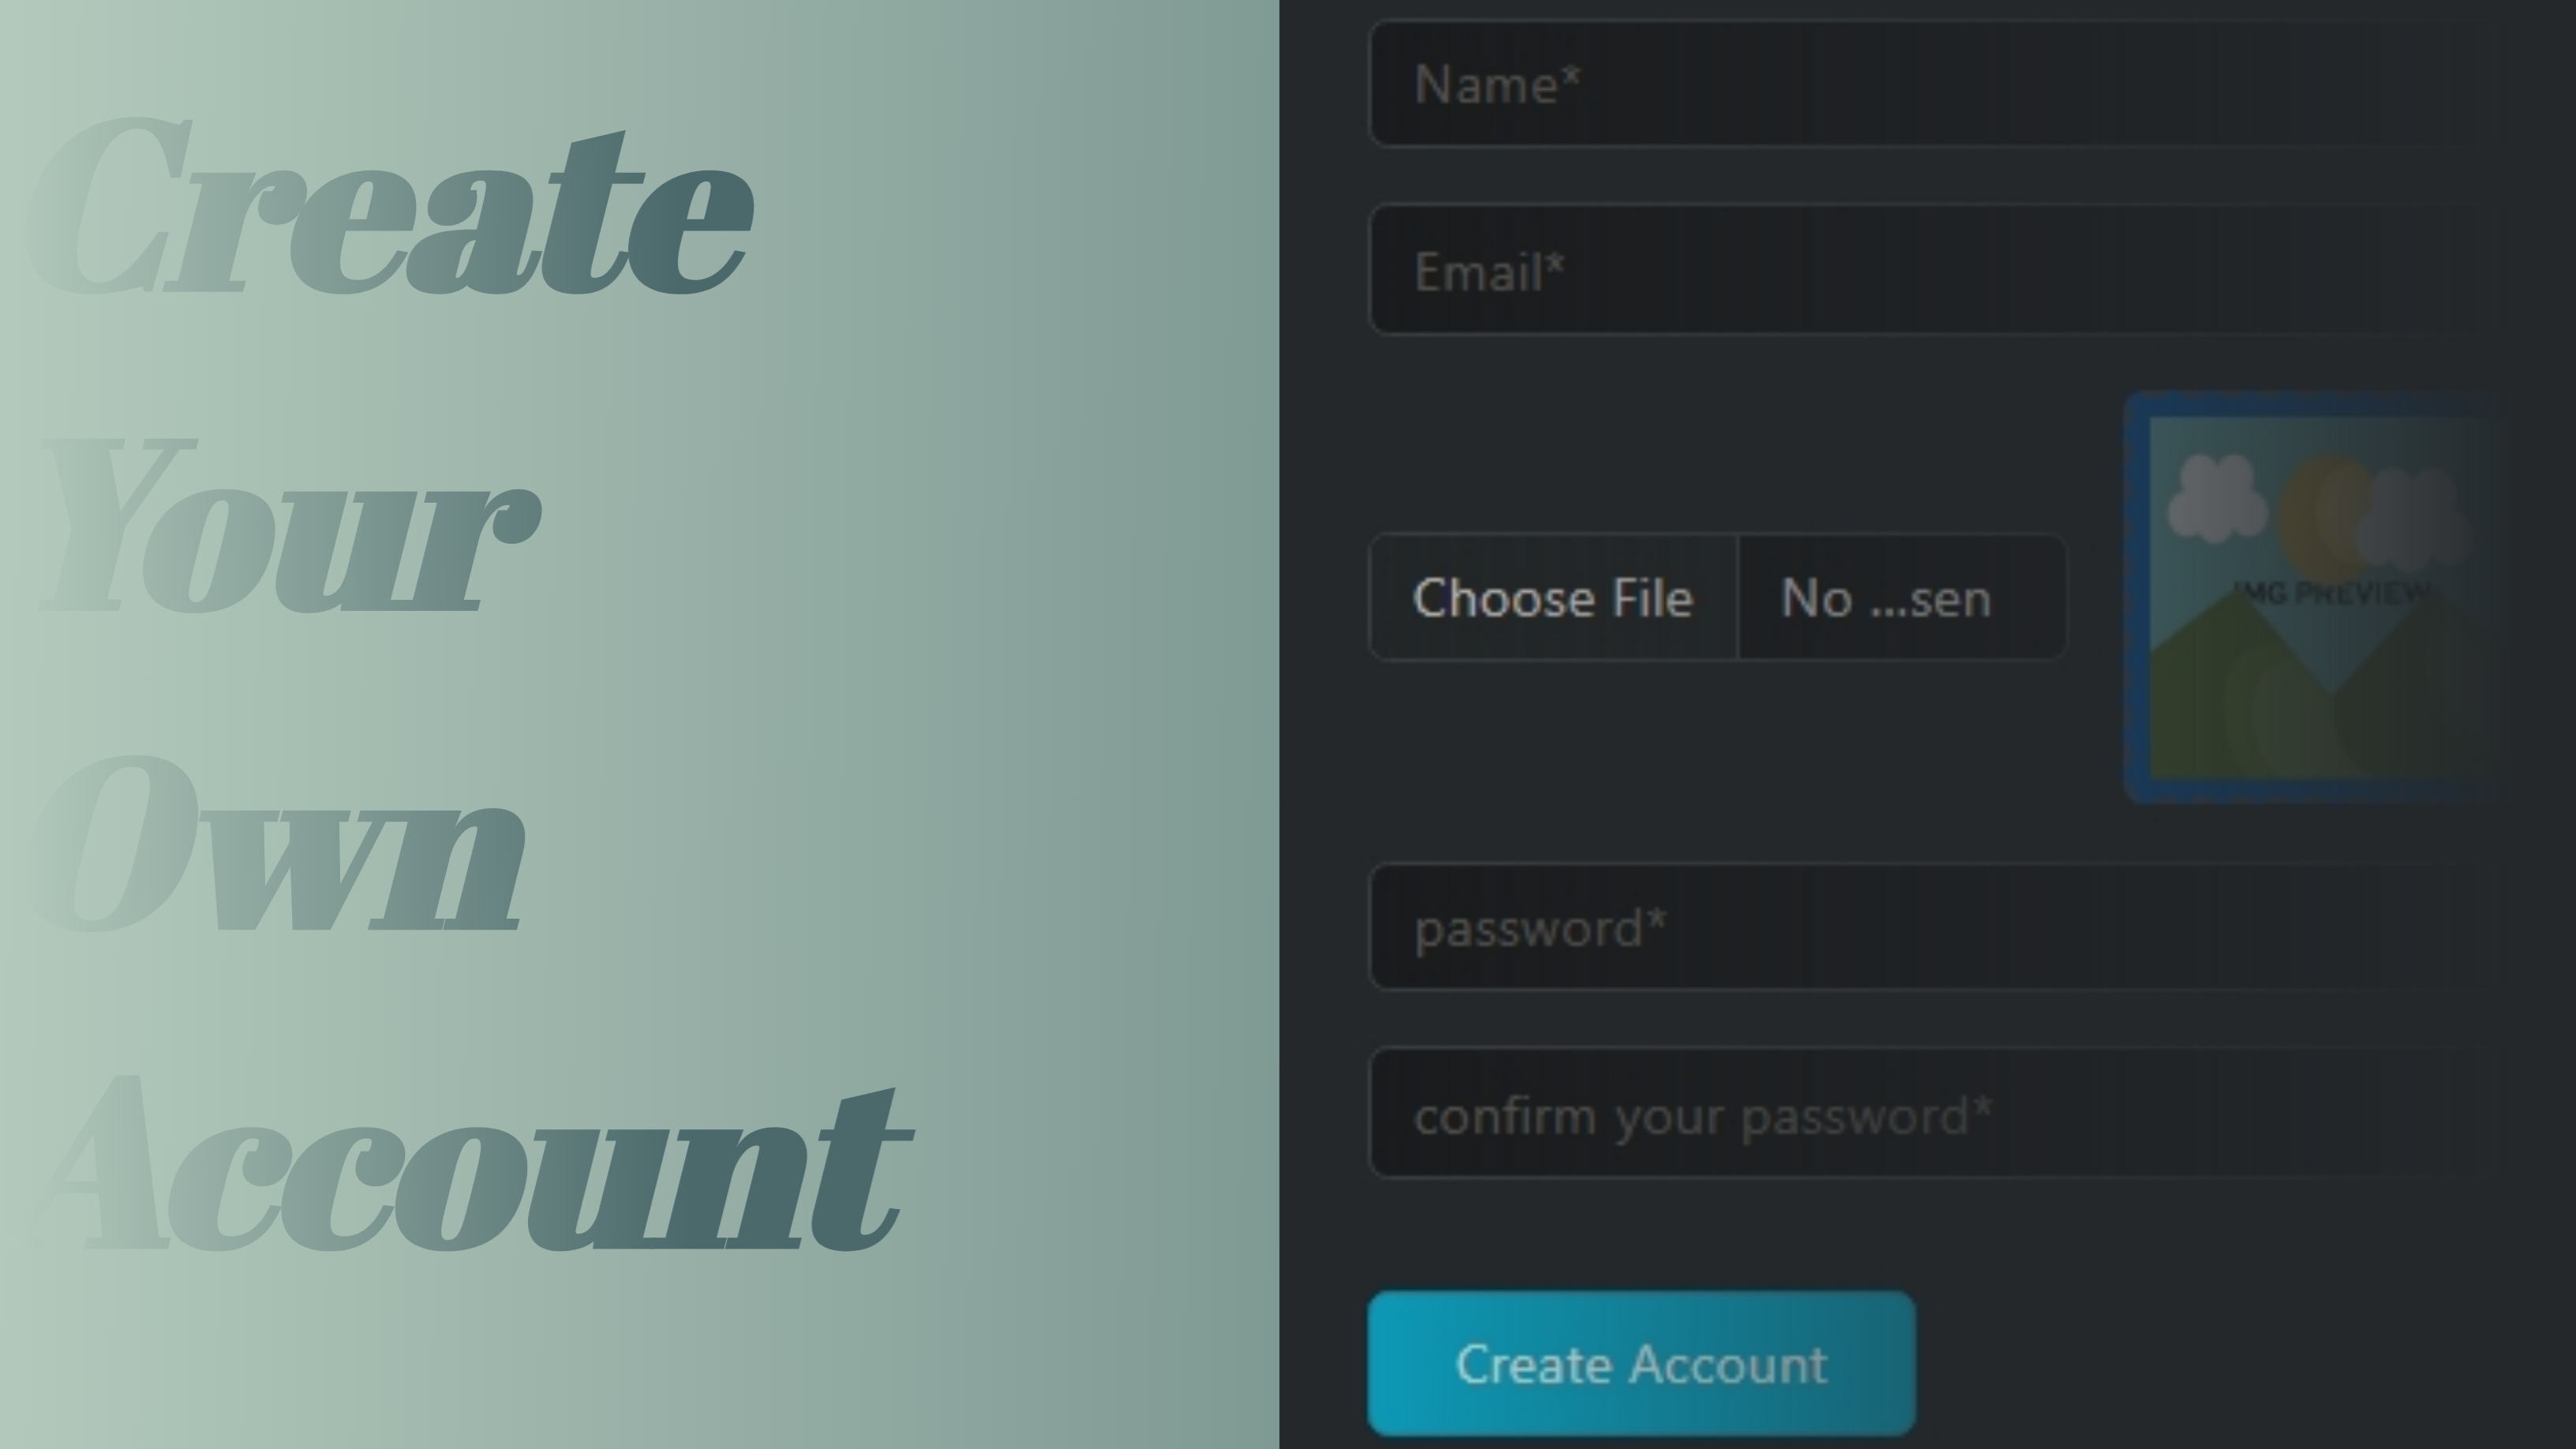 Create
Your
Own
Account
Name*
Email*
Choose File No ...sen
IMG PREVIEW
password*
confirm your password*
Create Account